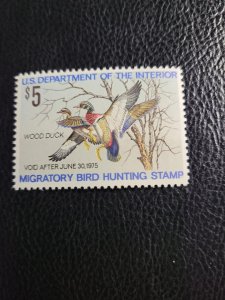 U.S. DEPARTMENT OF THE INTERIOR
$5
WOOD DUCK
VOID AFTER JUNE 30, 1975
MIGRATORY BIRD HUNTING STAMP